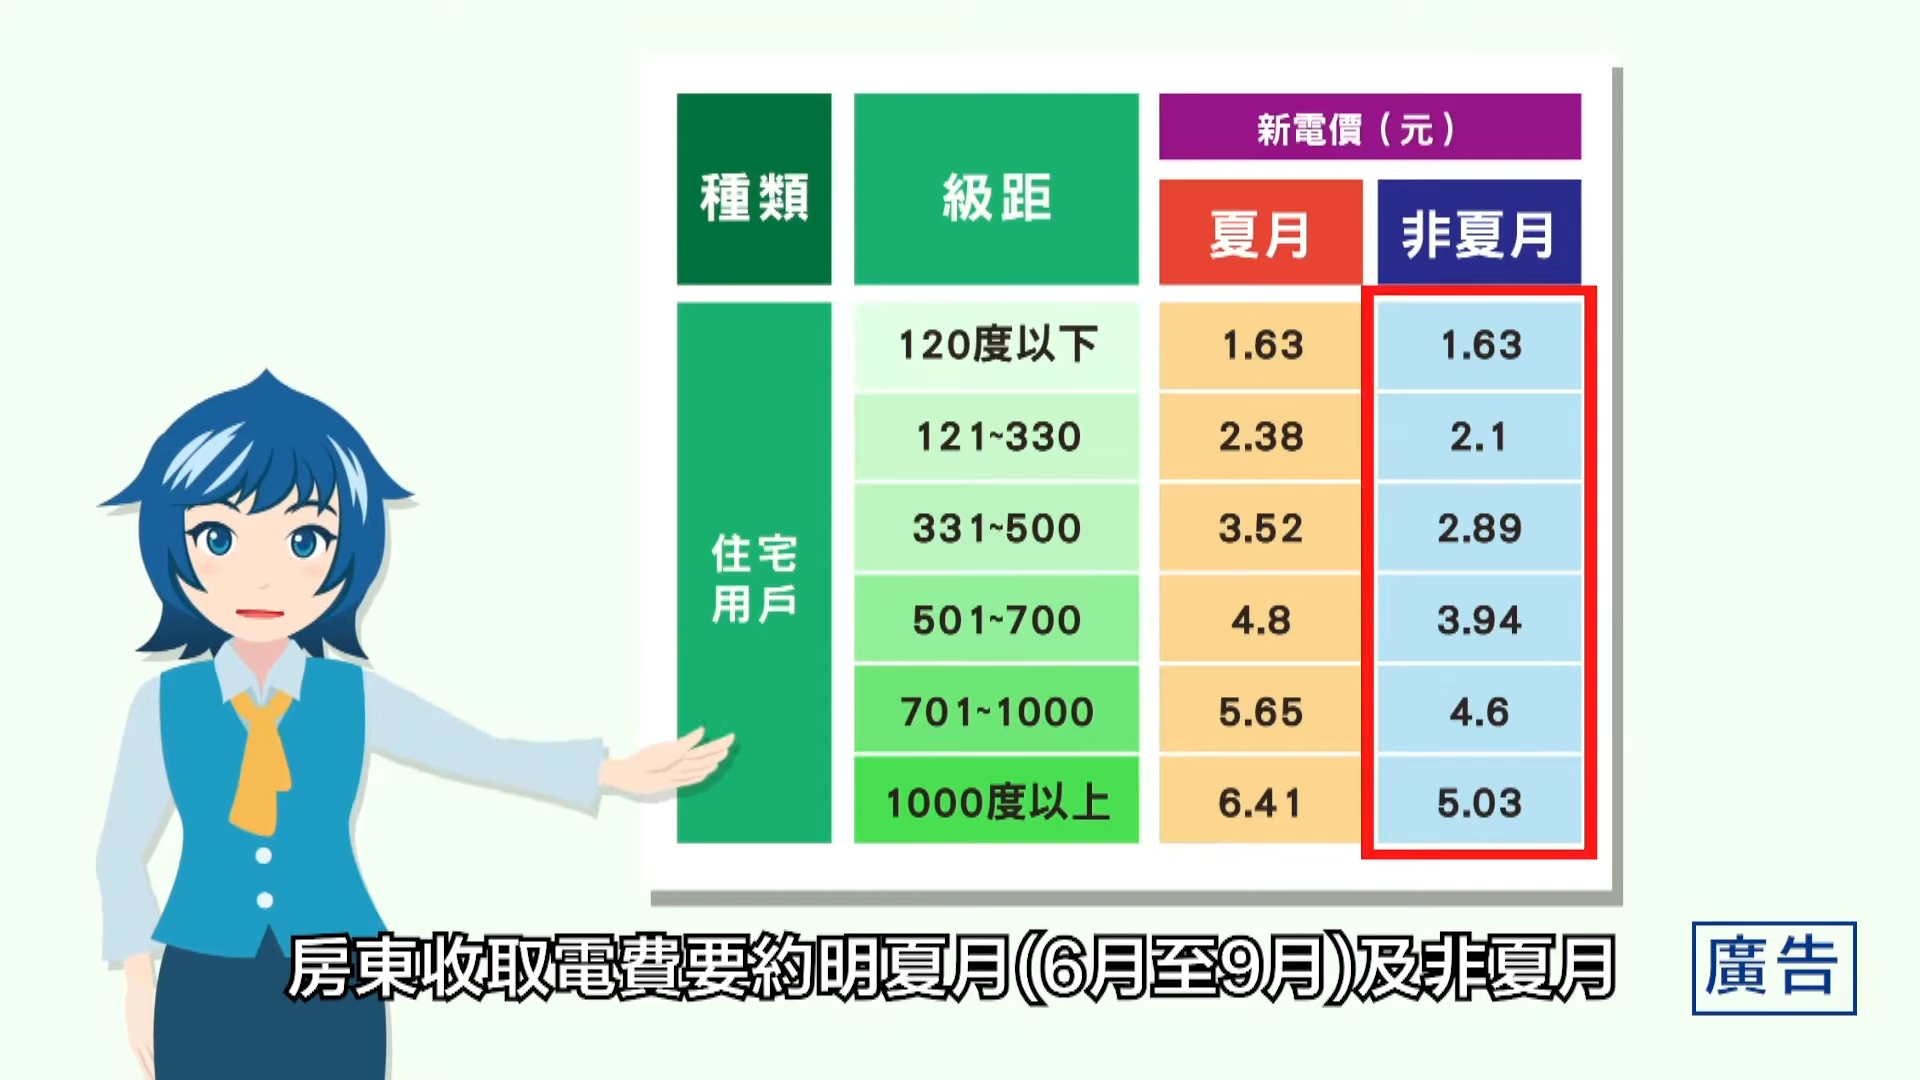 種類
級距
新電價（元）
夏月
非夏月
住宅
用戶
120度以下
1.63
1.63
121~330
2.38
2.1
331~500
3.52
2.89
501~700
4.8
3.94
701~1000
5.65
4.6
1000度以上
6.41
5.03
房東收取電費要約明夏月(6月至9月)及非夏月
廣告